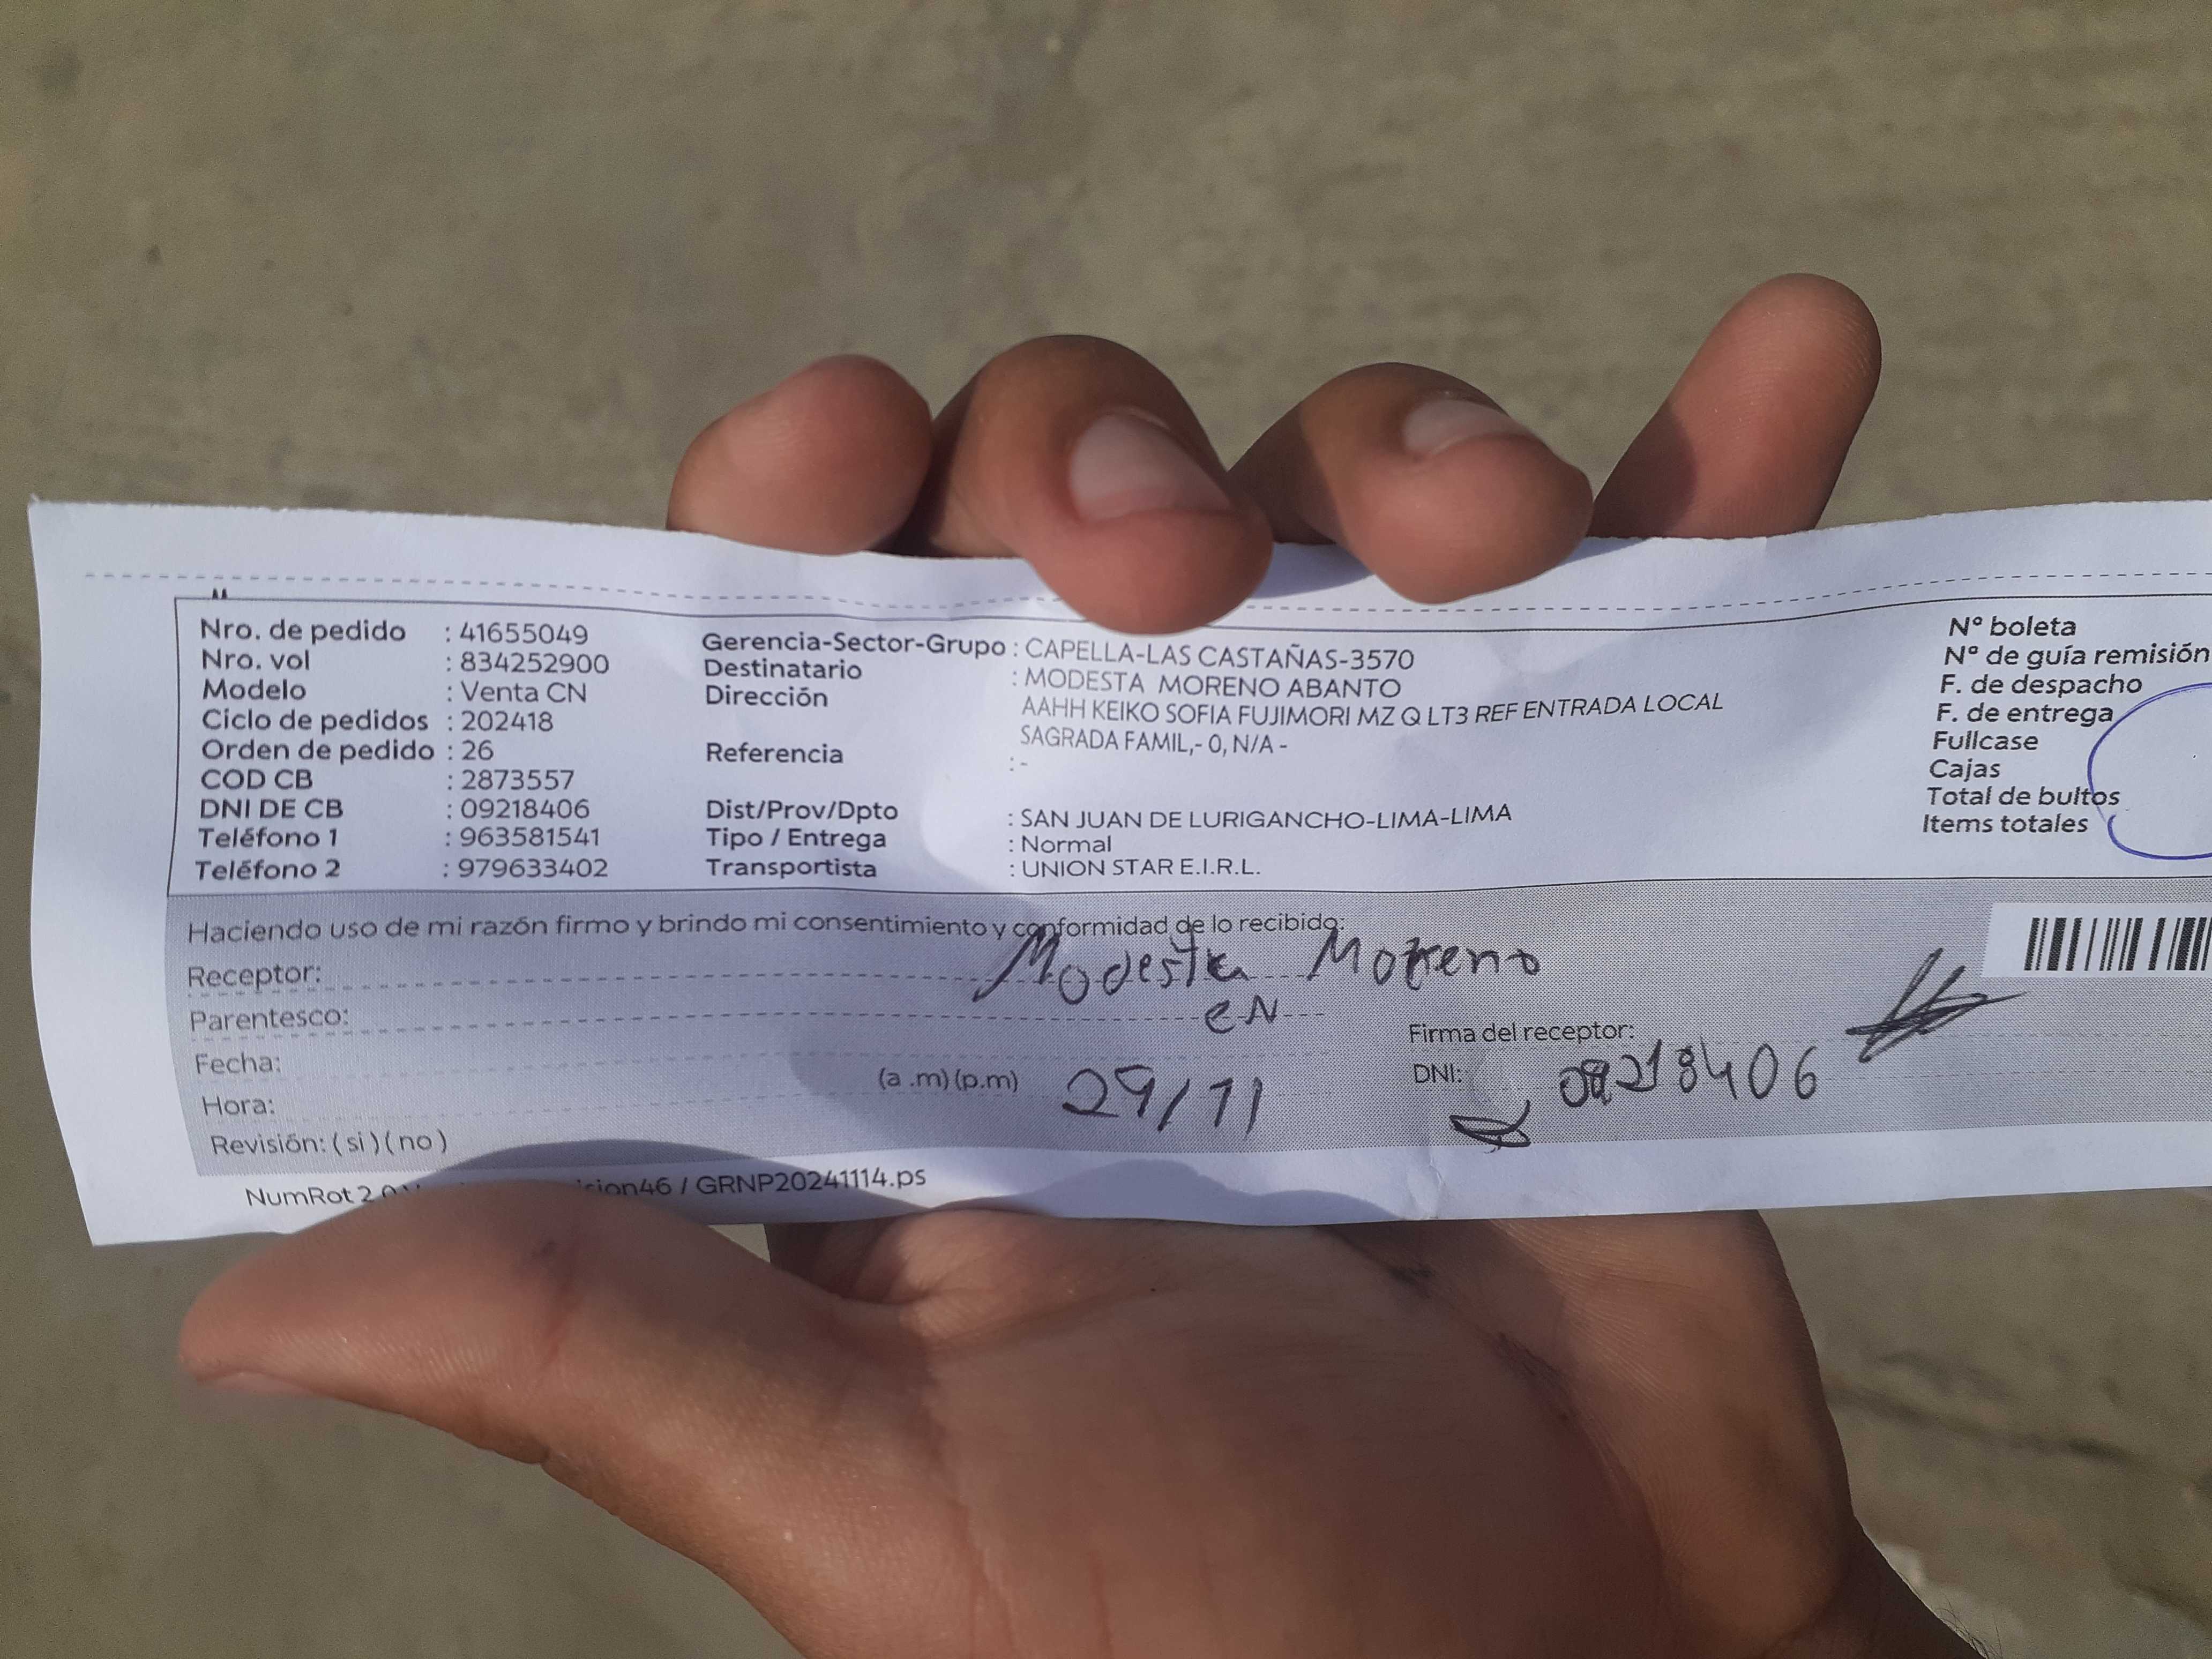 Nro. de pedido : 41655049
Nro. vol : 834252900
Modelo : Venta CN
Ciclo de pedidos : 202418
Orden de pedido : 26
COD CB : 2873557
DNI DE CB : 09218406
Teléfono 1 : 963581541
Teléfono 2 : 979633402
Gerencia-Sector-Grupo : CAPELLA-LAS CASTAÑAS-3570
Destinatario : MODESTA MORENO ABANTO
Dirección AAHH KEIKO SOFIA FUJIMORI MZ Q LT3 REF ENTRADA LOCAL
SAGRADA FAMIL,- 0, N/A -
Referencia : -
Dist/Prov/Dpto : SAN JUAN DE LURIGANCHO-LIMA-LIMA
Tipo / Entrega : Normal
Transportista : UNION STAR E.I.R.L.
N° boleta
N° de guía remisión
F. de despacho
F. de entrega
Fullcase
Cajas
Total de bultos
Items totales
Haciendo uso de mi razón firmo y brindo mi consentimiento y conformidad de lo recibido:
Receptor: Modesta Moreno
Parentesco: eN
Fecha:
Hora: (a .m) (p.m) 29/11
Revisión: ( si ) ( no )
Firma del receptor:
DNI: 09218406
NumRot 2.0 / GRNP20241114.ps